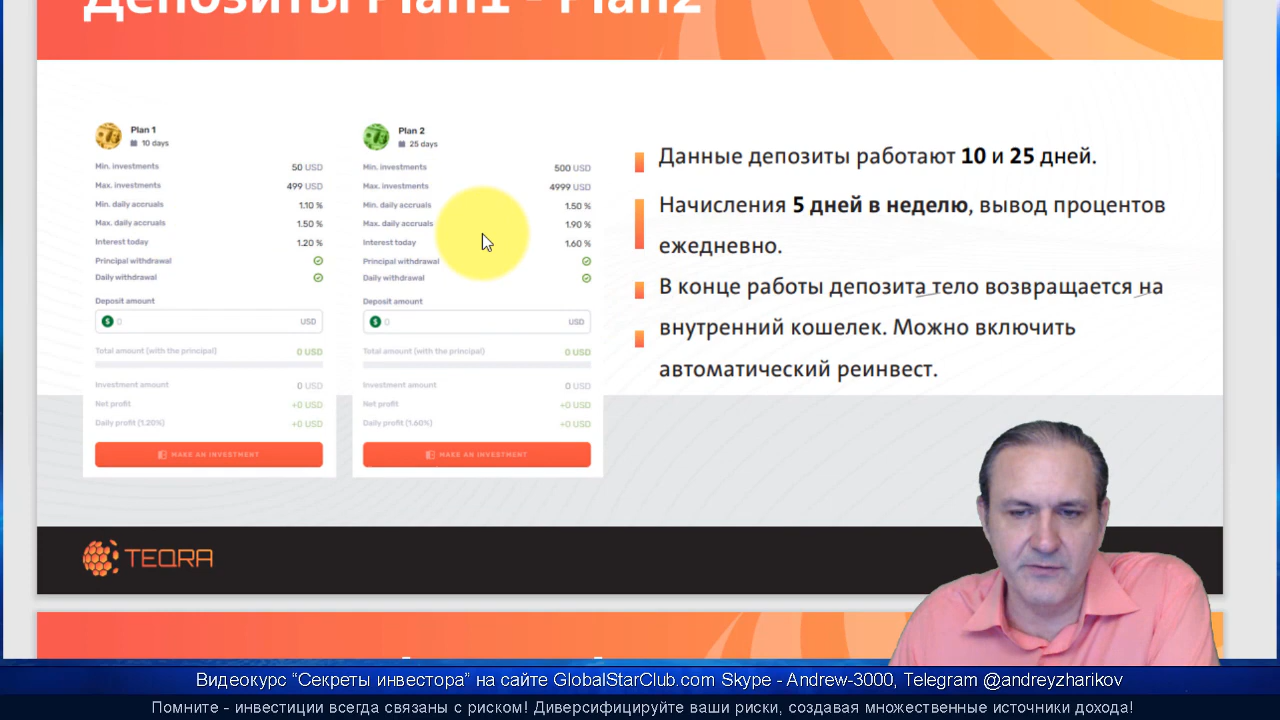 Депозиты Plan1 - Plan2
Plan 1
10 days
Min. investments 50 USD
Max. investments 499 USD
Min. daily accruals 1.10 %
Max. daily accruals 1.50 %
Interest today 1.20 %
Principal withdrawal
Daily withdrawal
Deposit amount
$ 0 USD
Total amount (with the principal) 0 USD
Investment amount 0 USD
Net profit +0 USD
Daily profit (1.20%) +0 USD
MAKE AN INVESTMENT
Plan 2
25 days
Min. investments 500 USD
Max. investments 4999 USD
Min. daily accruals 1.50 %
Max. daily accruals 1.90 %
Interest today 1.60 %
Principal withdrawal
Daily withdrawal
Deposit amount
$ 0 USD
Total amount (with the principal) 0 USD
Investment amount 0 USD
Net profit +0 USD
Daily profit (1.60%) +0 USD
MAKE AN INVESTMENT
Данные депозиты работают 10 и 25 дней.
Начисления 5 дней в неделю, вывод процентов
ежедневно.
В конце работы депозита тело возвращается на
внутренний кошелек. Можно включить
автоматический реинвест.
TEQRA
Видеокурс “Секреты инвестора” на сайте GlobalStarClub.com Skype - Andrew-3000, Telegram @andreyzharikov
Помните - инвестиции всегда связаны с риском! Диверсифицируйте ваши риски, создавая множественные источники дохода!